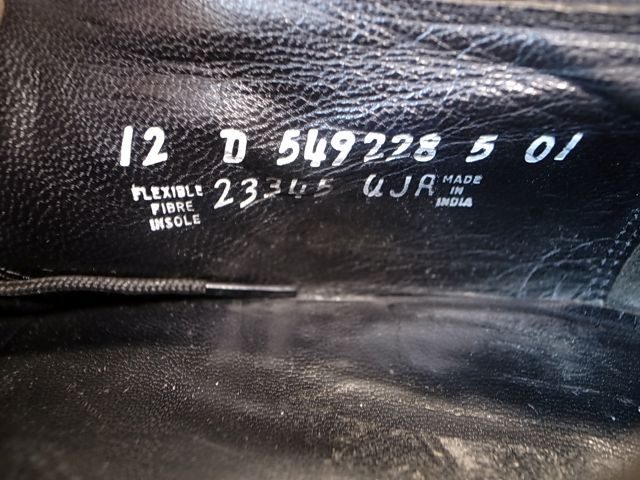 12 D 549228 5 01
FLEXIBLE FIBRE INSOLE 23345 UJR MADE IN INDIA